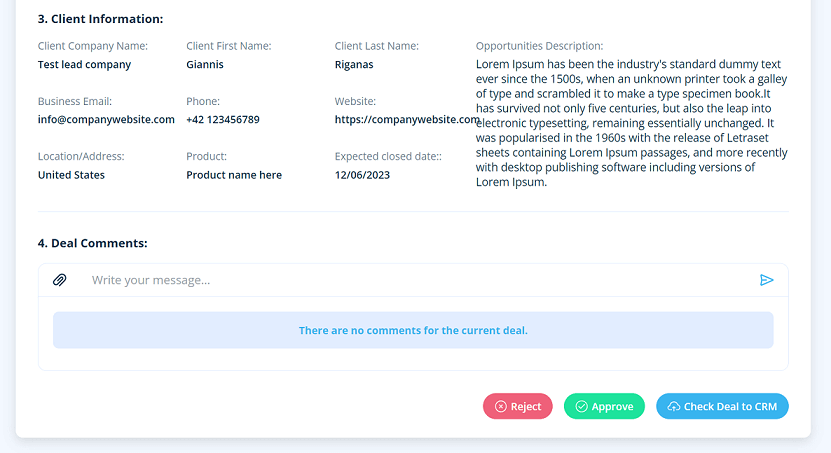 3. Client Information:
Client Company Name:
Test lead company
Client First Name:
Giannis
Client Last Name:
Riganas
Business Email:
info@companywebsite.com
Phone:
+42 123456789
Website:
https://companywebsite.com
Location/Address:
United States
Product:
Product name here
Expected closed date::
12/06/2023
Opportunities Description:
Lorem Ipsum has been the industry's standard dummy text
ever since the 1500s, when an unknown printer took a galley
of type and scrambled it to make a type specimen book.It
has survived not only five centuries, but also the leap into
electronic typesetting, remaining essentially unchanged. It
was popularised in the 1960s with the release of Letraset
sheets containing Lorem Ipsum passages, and more recently
with desktop publishing software including versions of
Lorem Ipsum.
4. Deal Comments:
Write your message...
There are no comments for the current deal.
Reject
Approve
Check Deal to CRM